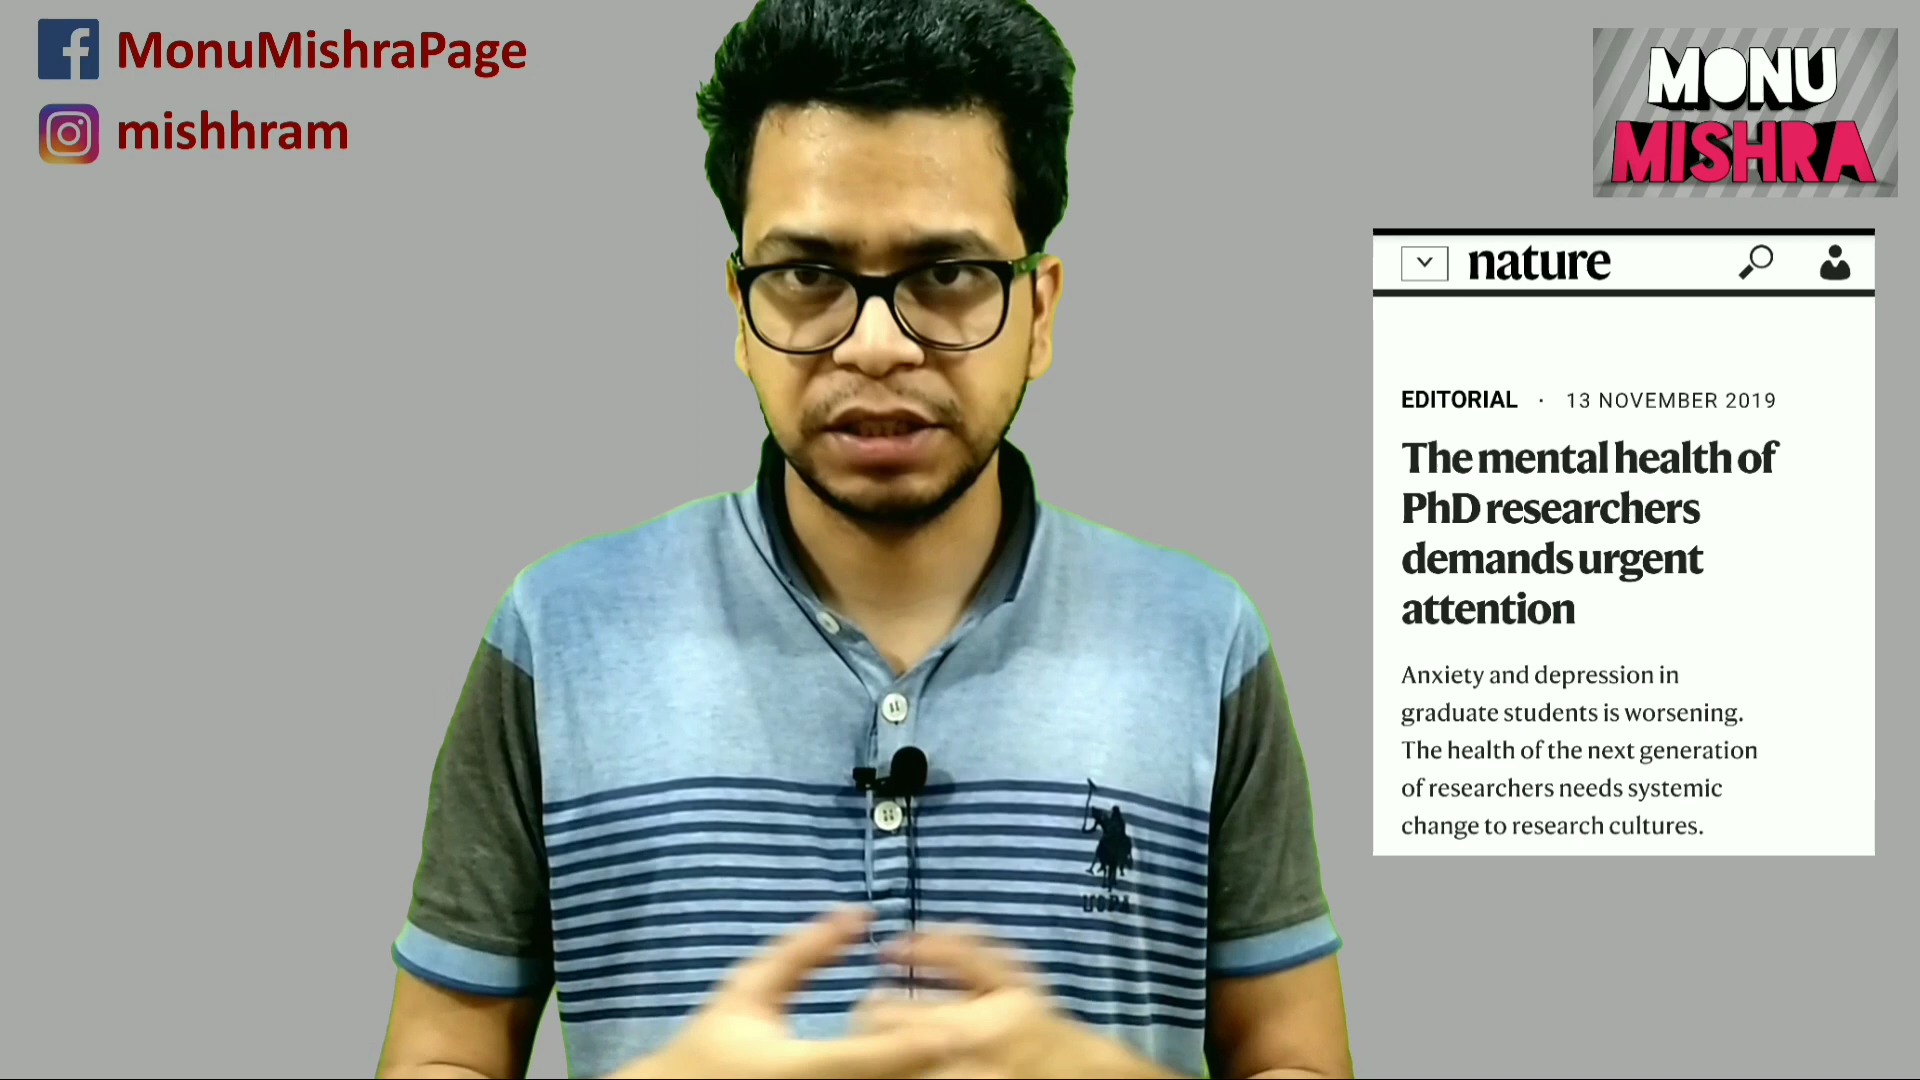 MonuMishraPage
mishhram
MONU
MISHRA
nature
EDITORIAL · 13 NOVEMBER 2019
The mental health of
PhD researchers
demands urgent
attention
Anxiety and depression in
graduate students is worsening.
The health of the next generation
of researchers needs systemic
change to research cultures.
USPA